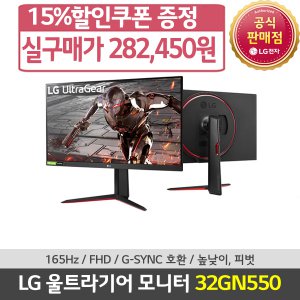 15%할인쿠폰 증정
실구매가 282,450원
공식
판매점
LG전자
LG UltraGear
165Hz / FHD / G-SYNC 호환 / 높낮이, 피벗
LG 울트라기어 모니터 32GN550